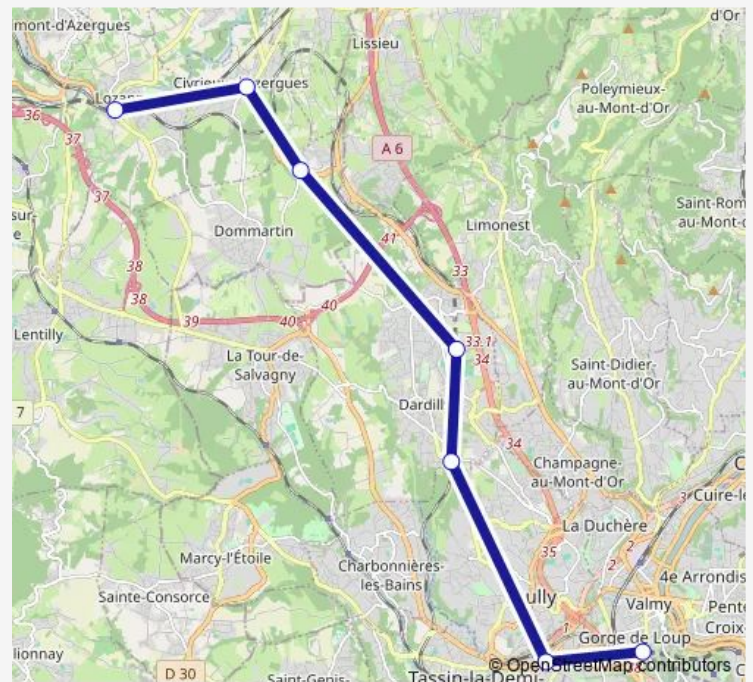 mont-d'Azergues
d'Or
Lissieu
Civrieux
zergues
Poleymieux-
au-Mont-d'Or
36
A 6
37
37
Saint-Rom
au-Mont-d
sur-
e
Dommartin
Limonest
41
38
33
38
40
39
40
Lentilly
33.1
34
La Tour-de-
Salvagny
Saint-Didier-
au-Mont-d'Or
7
Dardill
34
Champagne-
au-Mont-d'Or
C
3
Cuire-le
La Duchère
35
2
2
Marcy-l'Étoile
Charbonnières-
les-Bains
4e Arrondis
Sainte-Consorce
ully
Valmy
Pente
Croix-
1
Gorge de Loup
llionnay
D 30
Saint-Genis-
Tassin-la-Demi-
© OpenStreetMap contributors